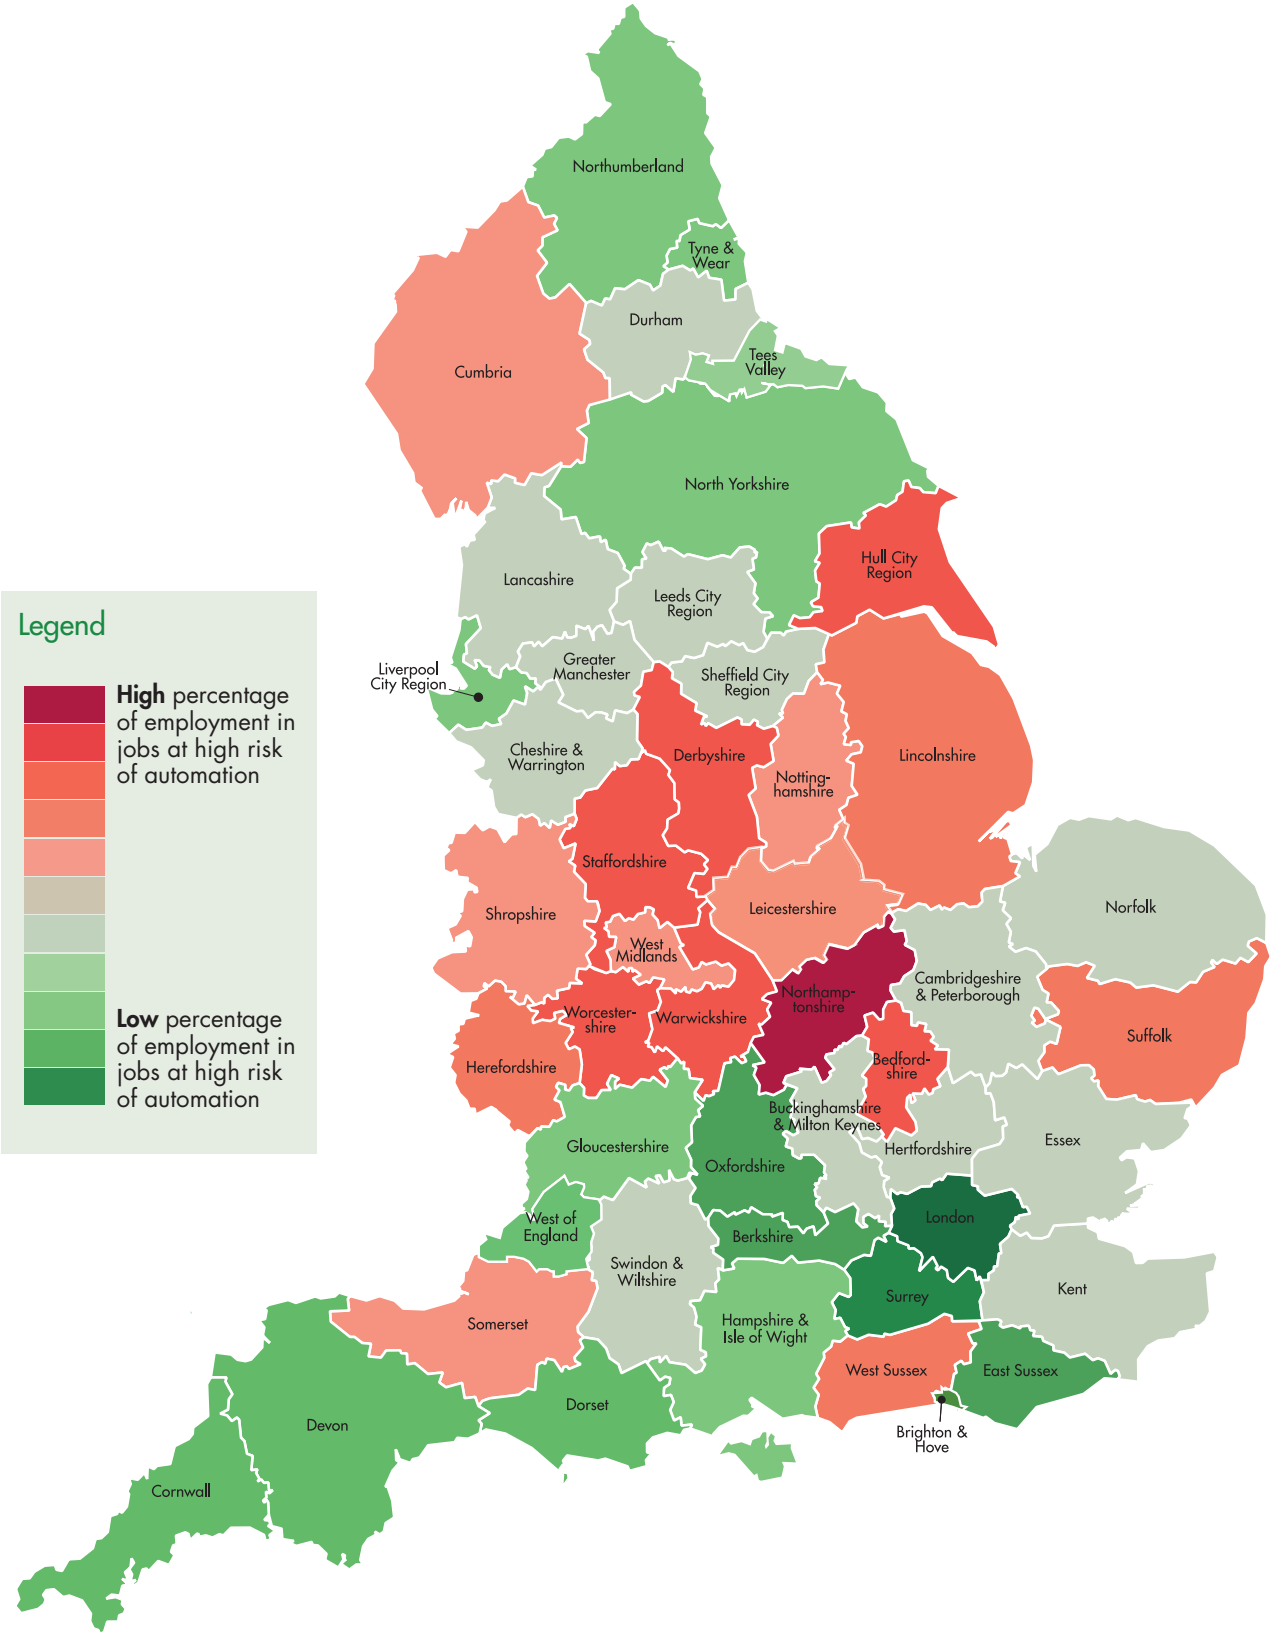 Northumberland
Tyne &
Wear
Durham
Tees
Valley
Cumbria
North Yorkshire
Hull City
Region
Lancashire
Leeds City
Region
Legend
Liverpool
City Region
Greater
Manchester
Sheffield City
Region
High percentage
of employment in
jobs at high risk
of automation
Cheshire &
Warrington
Derbyshire
Notting-
hamshire
Lincolnshire
Staffordshire
Shropshire
Leicestershire
Norfolk
West
Midlands
Northamp-
tonshire
Cambridgeshire
& Peterborough
Low percentage
of employment in
jobs at high risk
of automation
Worcester-
shire
Warwickshire
Suffolk
Herefordshire
Bedford-
shire
Buckinghamshire
& Milton Keynes
Gloucestershire
Oxfordshire
Hertfordshire
Essex
West of
England
Berkshire
London
Swindon &
Wiltshire
Surrey
Kent
Somerset
Hampshire &
Isle of Wight
West Sussex
East Sussex
Devon
Dorset
Brighton &
Hove
Cornwall